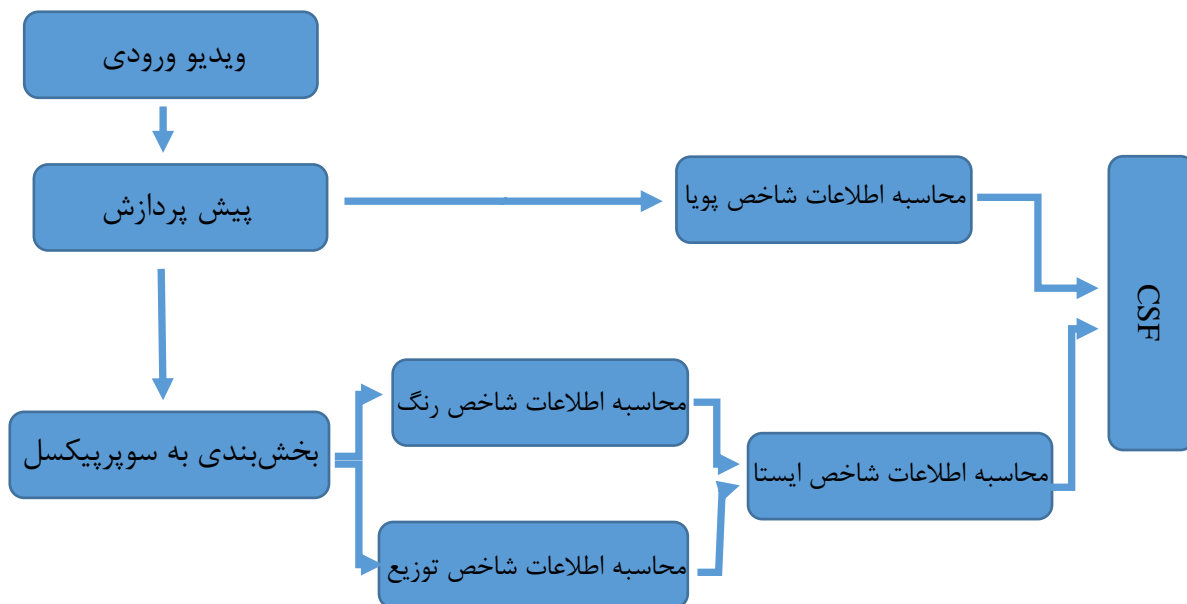 ویدیو ورودی
پیش پردازش
محاسبه اطلاعات شاخص پویا
CSF
بخش‌بندی به سوپرپیکسل
محاسبه اطلاعات شاخص رنگ
محاسبه اطلاعات شاخص ایستا
محاسبه اطلاعات شاخص توزیع